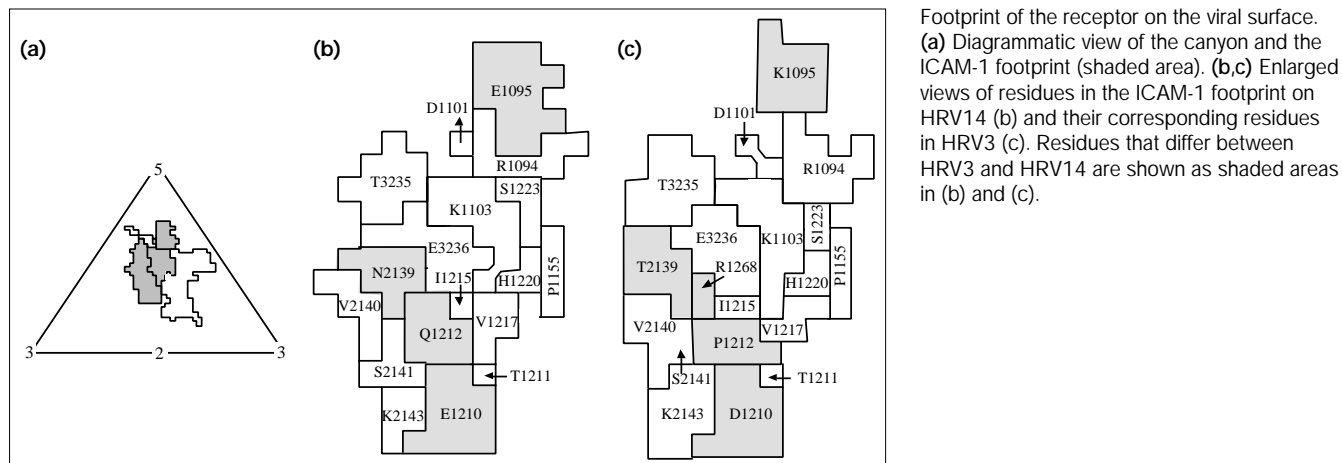 (a)
5
3
2
3
(b)
E1095
D1101
R1094
T3235
S1223
K1103
E3236
N2139
I1215
H1220
P1155
V2140
Q1212
V1217
S2141
T1211
K2143
E1210
(c)
K1095
D1101
R1094
T3235
S1223
E3236
K1103
P1155
T2139
R1268
H1220
I1215
V2140
V1217
P1212
S2141
T1211
K2143
D1210
Footprint of the receptor on the viral surface.
(a) Diagrammatic view of the canyon and the
ICAM-1 footprint (shaded area). (b,c) Enlarged
views of residues in the ICAM-1 footprint on
HRV14 (b) and their corresponding residues
in HRV3 (c). Residues that differ between
HRV3 and HRV14 are shown as shaded areas
in (b) and (c).